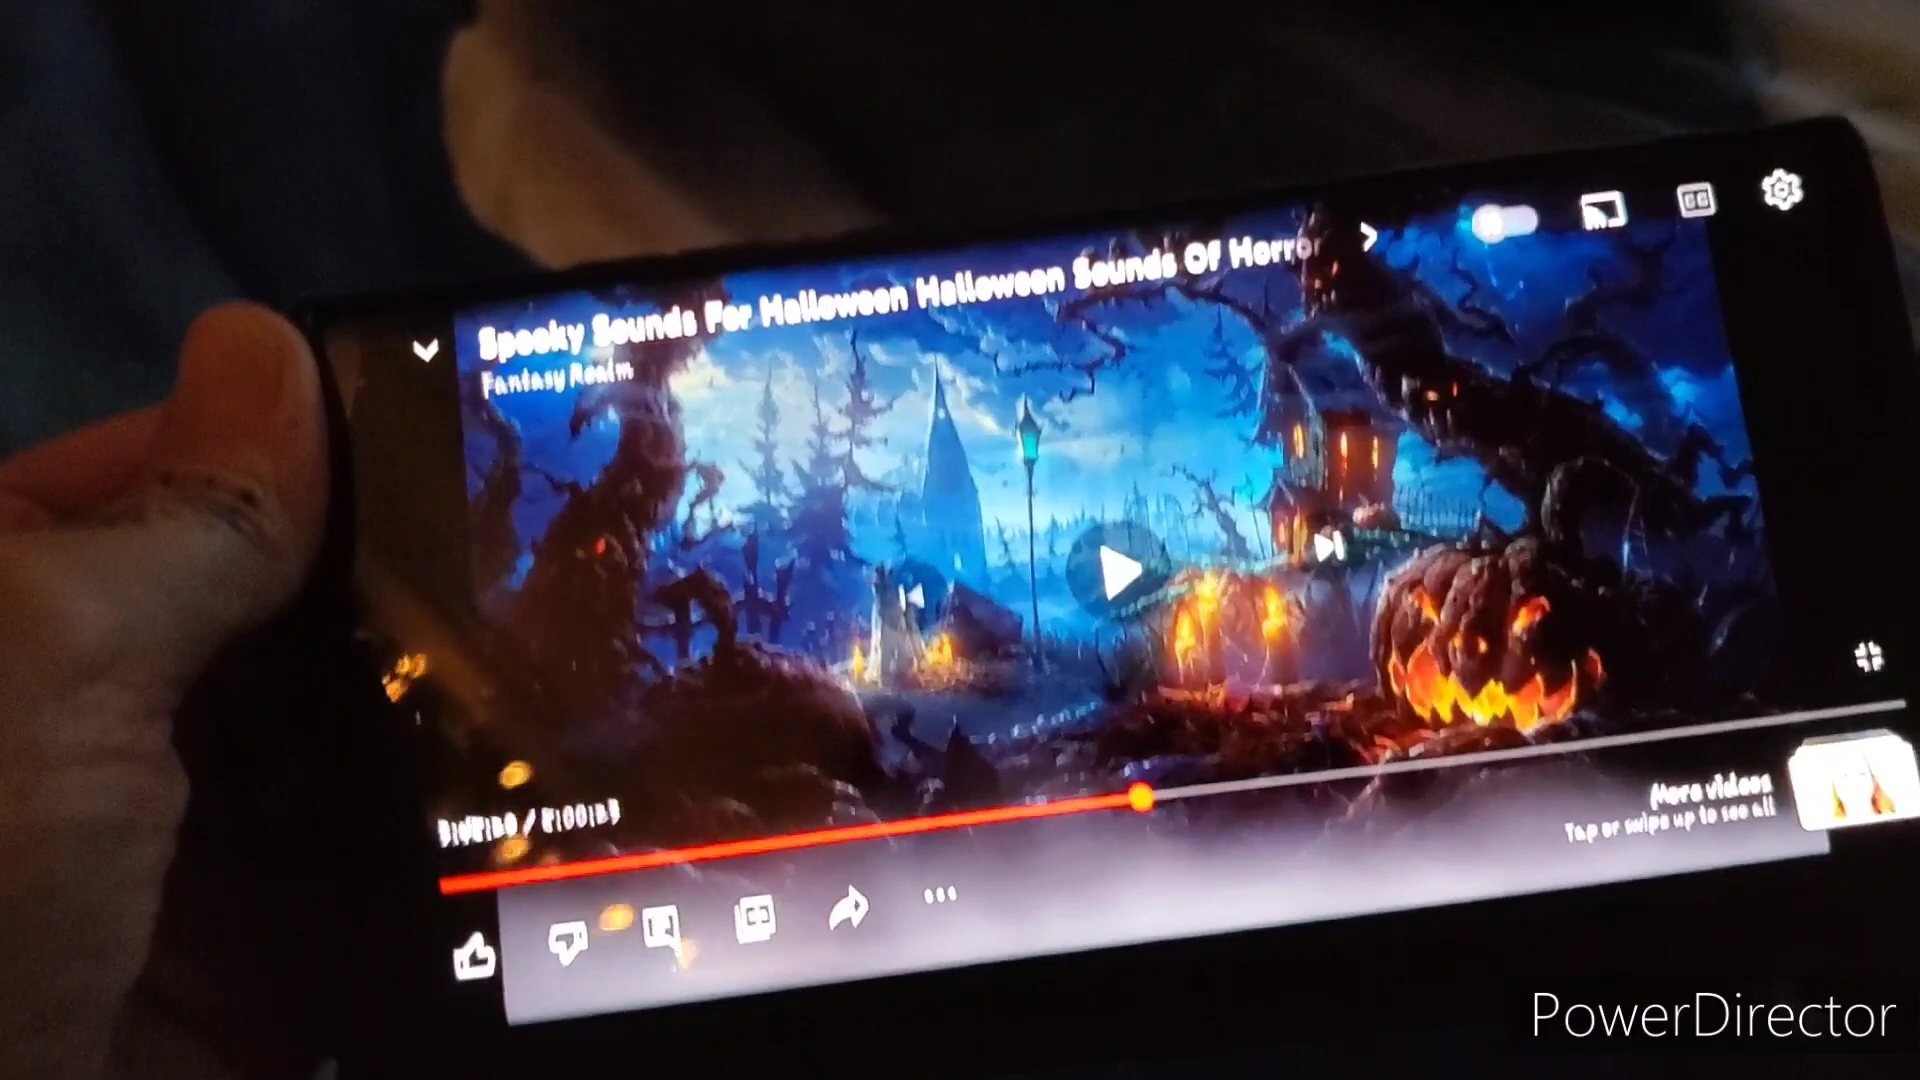 Spooky Sounds For Halloween Halloween Sounds Of Horror
Fantasy Realm
CC
More videos
Tap or swipe up to see all
PowerDirector